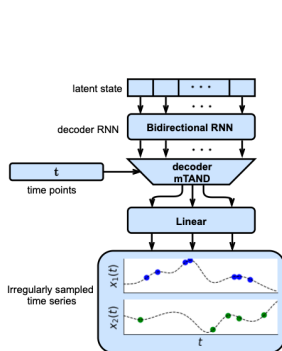 latent state
· · ·
· · ·
decoder RNN
Bidirectional RNN
· · ·
t
decoder
mTAND
time points
Linear
Irregularly sampled
time series
x₁(t)
x₂(t)
t